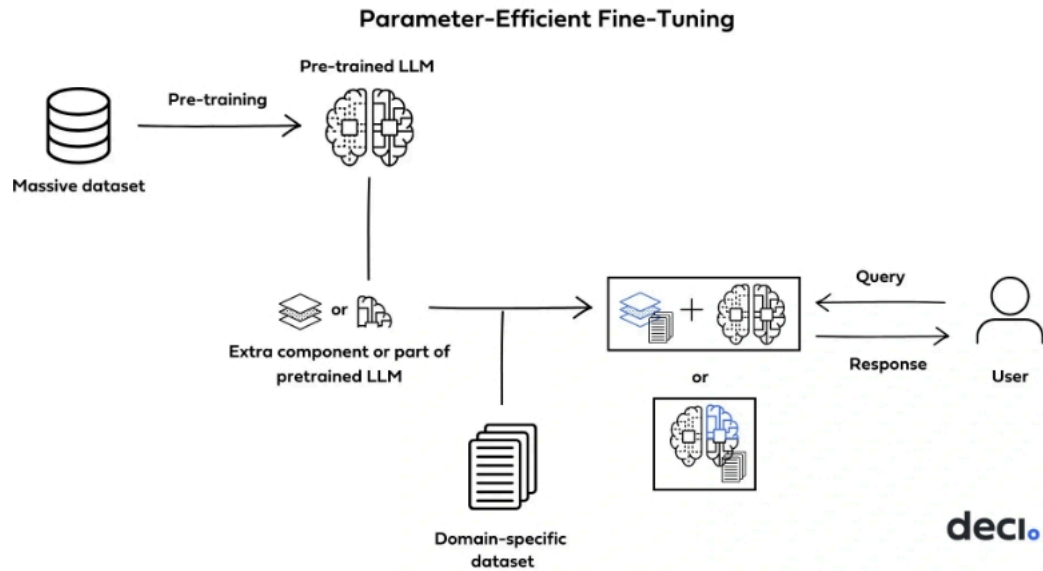 Parameter-Efficient Fine-Tuning
Pre-trained LLM
Pre-training
Massive dataset
or
Extra component or part of
pretrained LLM
Query
Response
User
or
Domain-specific
dataset
deci.